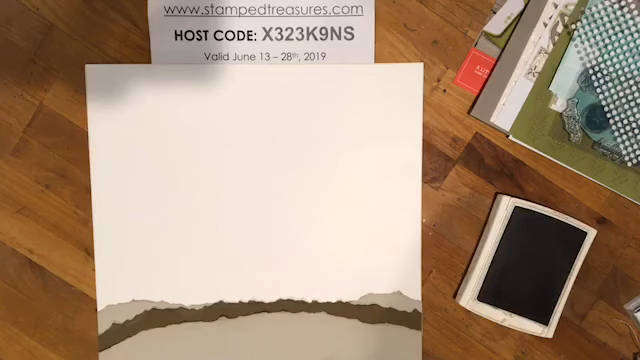 www.stampedtreasures.com
HOST CODE: X323K9NS
Valid June 13 – 28th, 2019